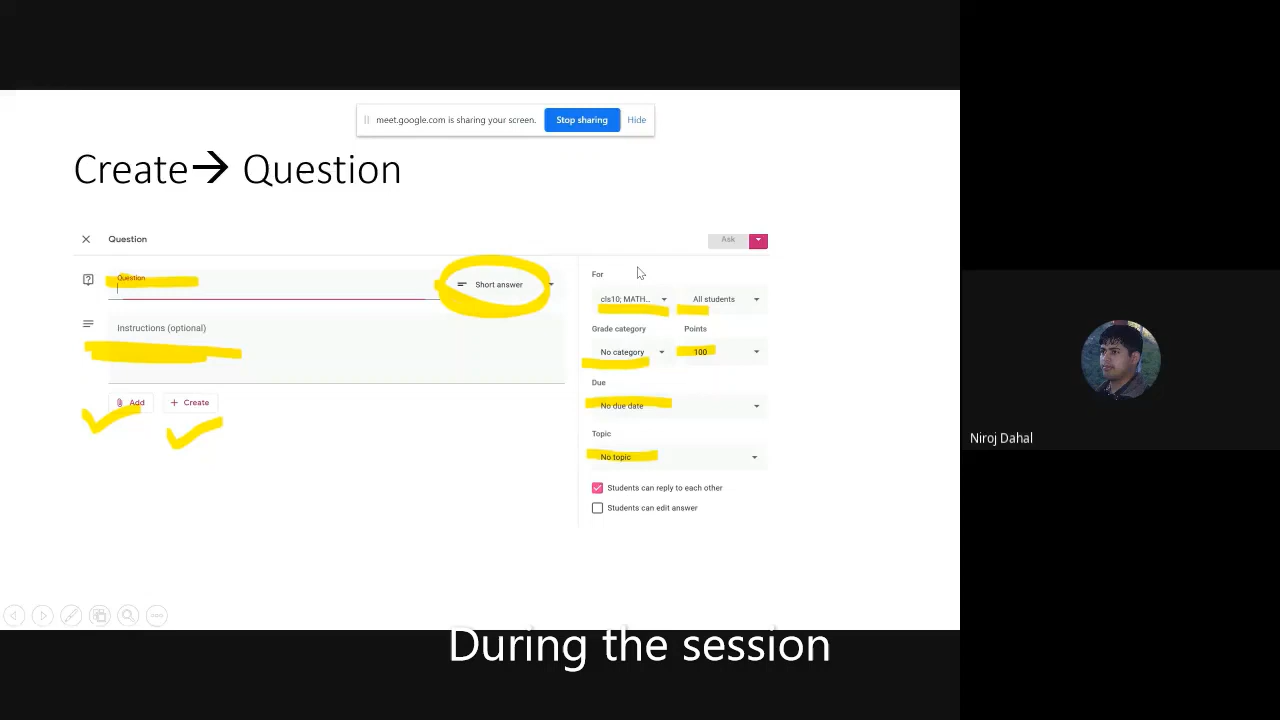 meet.google.com is sharing your screen. Stop sharing Hide
Create→ Question
Question
Ask
Question
Short answer
Instructions (optional)
Add
Create
For
cls10; MATH...
All students
Grade category
Points
No category
100
Due
No due date
Topic
No topic
Students can reply to each other
Students can edit answer
Niroj Dahal
During the session